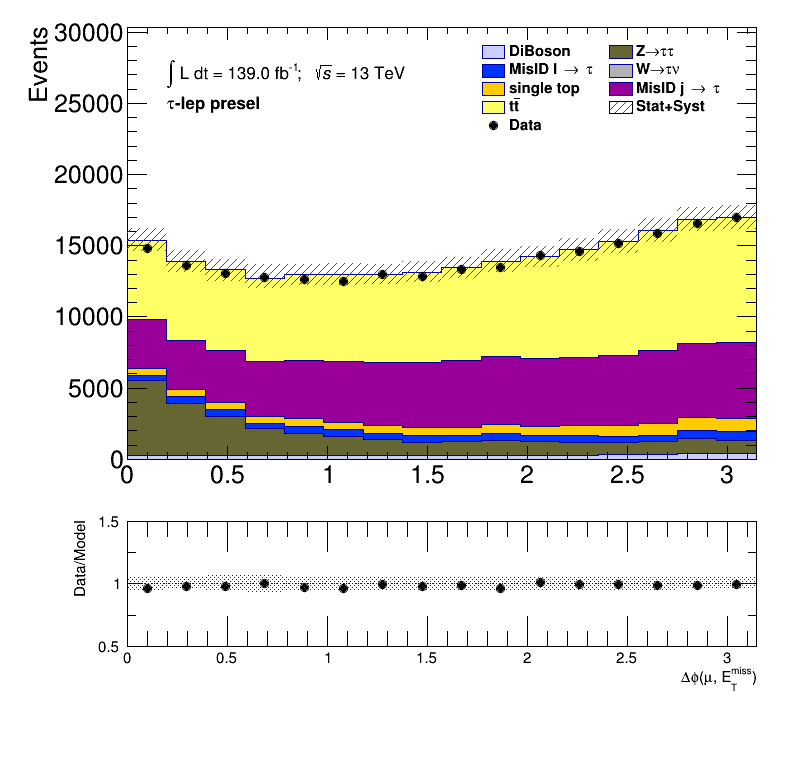 Events
30000
25000
20000
15000
10000
5000
0
∫ L dt = 139.0 fb⁻¹; √s = 13 TeV
τ-lep presel
DiBoson
MisID l → τ
single top
tt̄
Data
Z→ττ
W→τν
MisID j → τ
Stat+Syst
0 0.5 1 1.5 2 2.5 3
Data/Model
1.5
1
0.5
0 0.5 1 1.5 2 2.5 3
Δϕ(μ, E_T^miss)